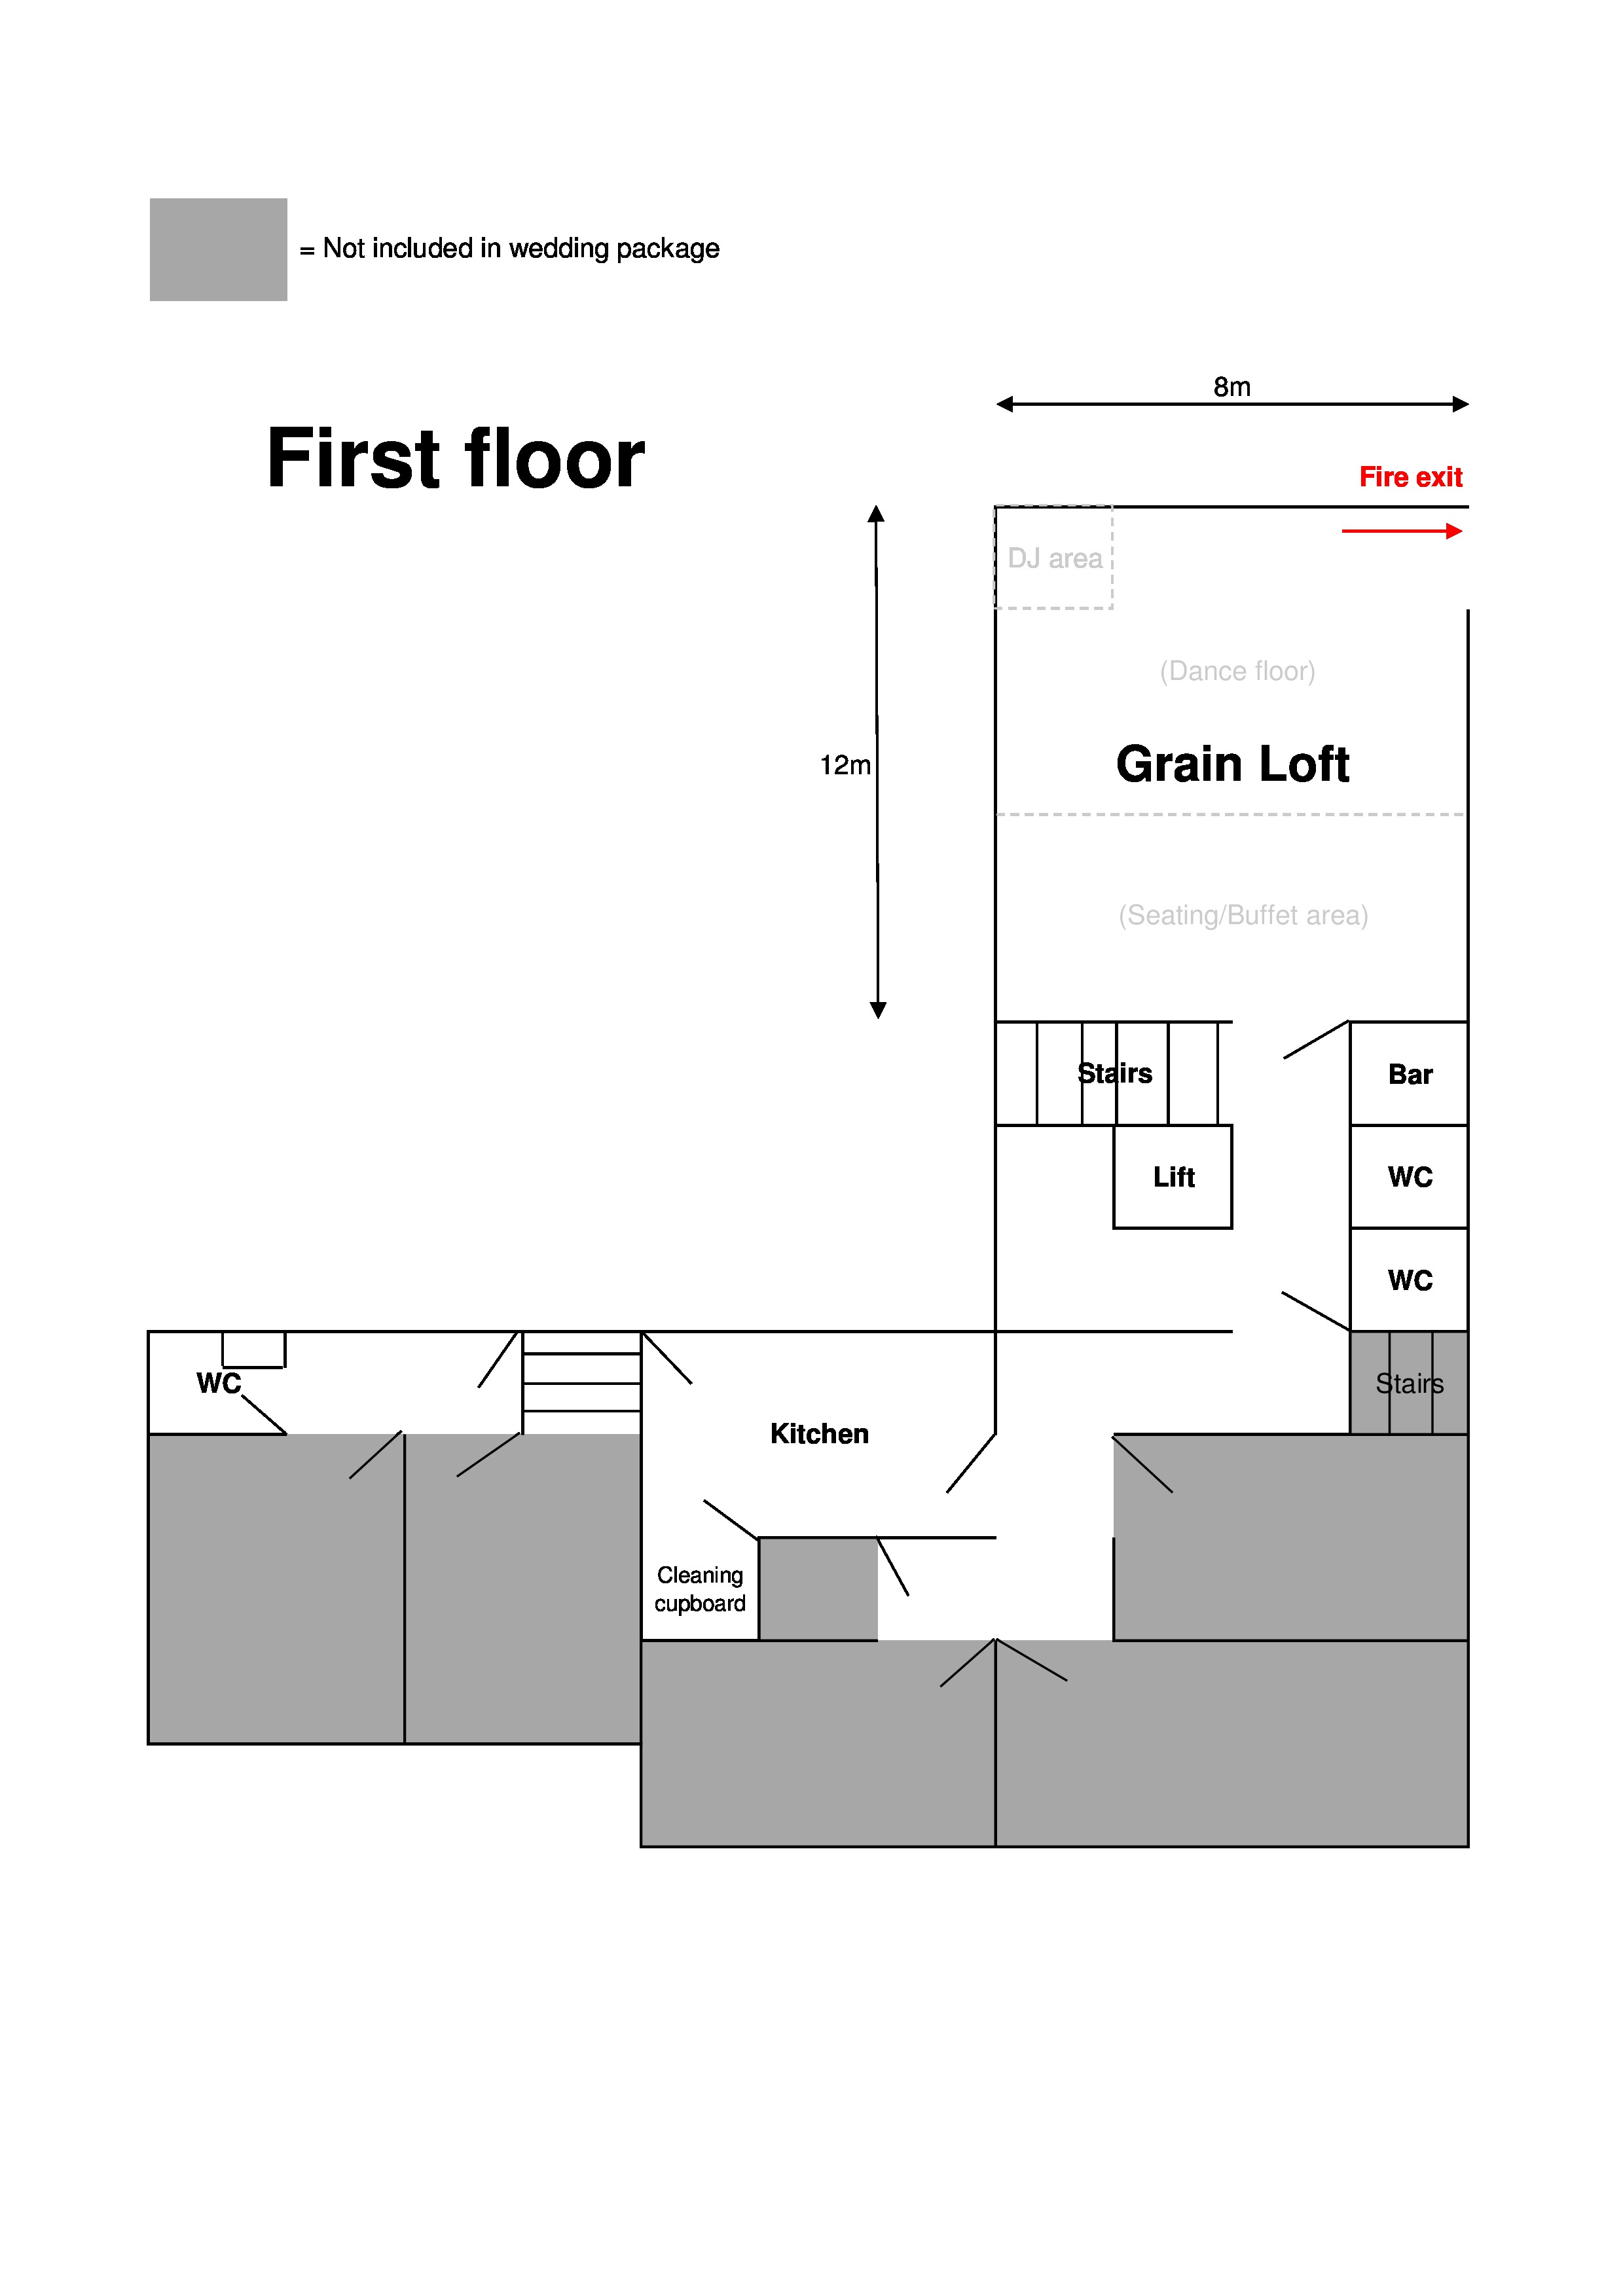 = Not included in wedding package
8m
First floor
Fire exit
DJ area
(Dance floor)
12m
Grain Loft
(Seating/Buffet area)
Stairs
Bar
Lift
WC
WC
WC
Stairs
Kitchen
Cleaning
cupboard